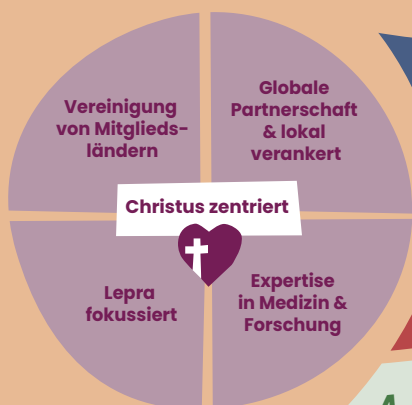 Vereinigung
von Mitglieds-
ländern
Globale
Partnerschaft
& lokal
verankert
Christus zentriert
Lepra
fokussiert
Expertise
in Medizin &
Forschung